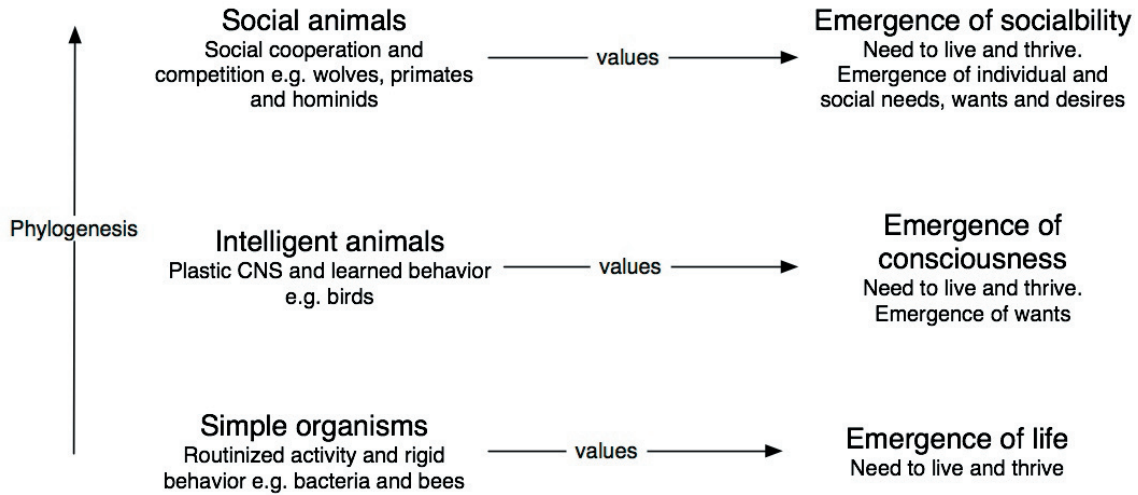 Social animals
Social cooperation and
competition e.g. wolves, primates
and hominids
values
Emergence of socialbility
Need to live and thrive.
Emergence of individual and
social needs, wants and desires
Phylogenesis
Intelligent animals
Plastic CNS and learned behavior
e.g. birds
values
Emergence of
consciousness
Need to live and thrive.
Emergence of wants
Simple organisms
Routinized activity and rigid
behavior e.g. bacteria and bees
values
Emergence of life
Need to live and thrive